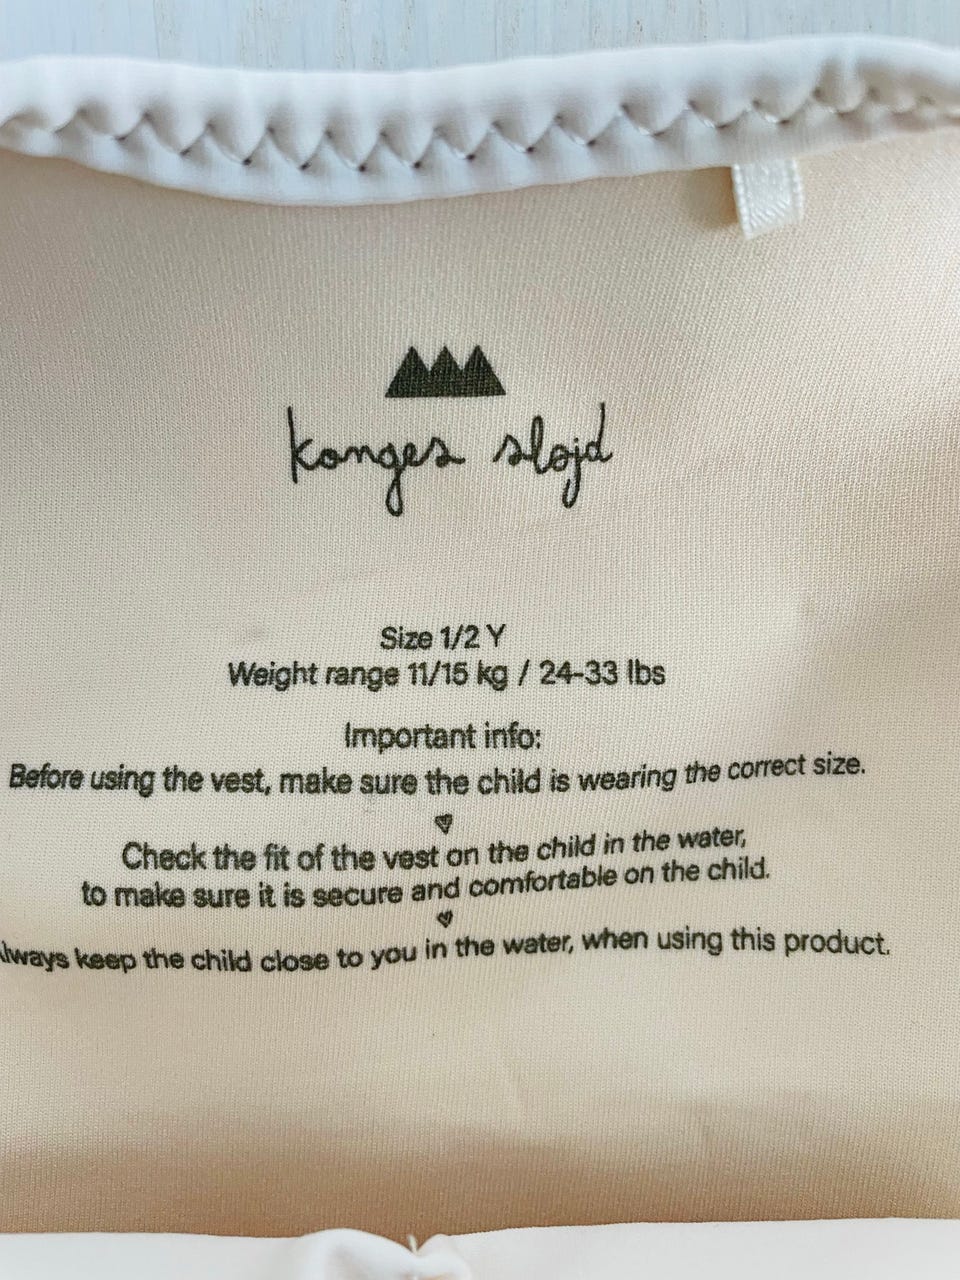 konges sløjd
Size 1/2 Y
Weight range 11/15 kg / 24-33 lbs
Important info:
Before using the vest, make sure the child is wearing the correct size.
Check the fit of the vest on the child in the water,
to make sure it is secure and comfortable on the child.
Always keep the child close to you in the water, when using this product.